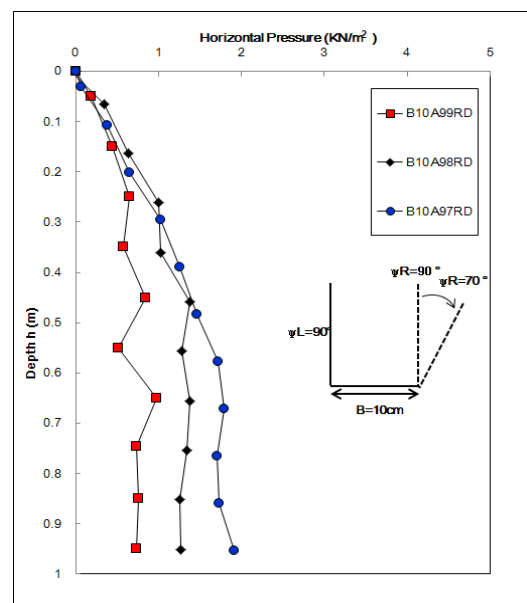 Horizontal Pressure (KN/m²)
0 1 2 3 4 5
0
0.1
0.2
0.3
0.4
0.5
0.6
0.7
0.8
0.9
1
Depth h (m)
B10A99RD
B10A98RD
B10A97RD
ψR=90°
ψR=70°
ψL=90°
B=10cm